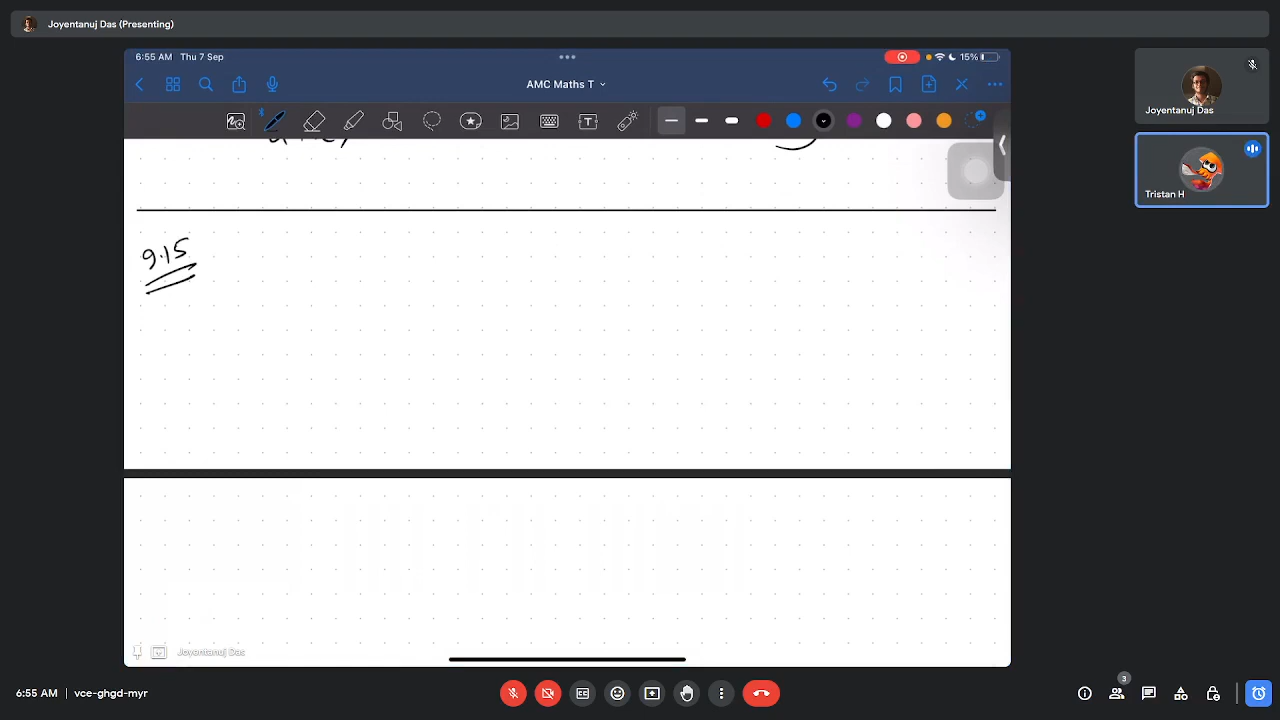 Joyentanuj Das (Presenting)
6:55 AM Thu 7 Sep
15%
AMC Maths T
9.15
Joyentanuj Das
Tristan H
Joyentanuj Das
6:55 AM | vce-ghgd-myr
3